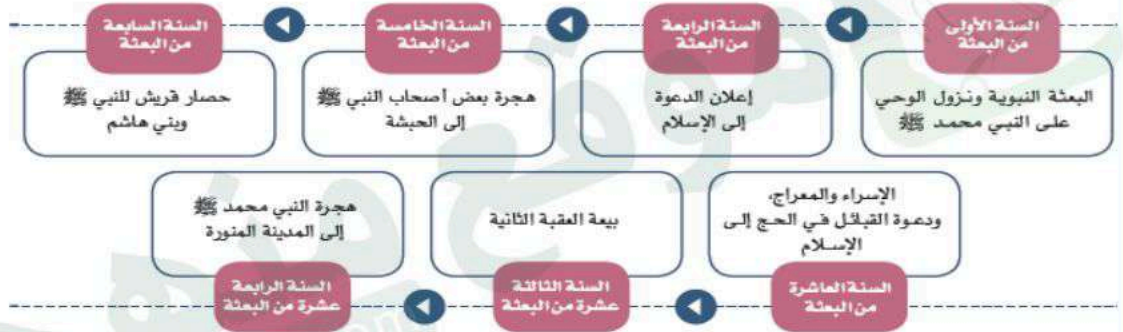 السنة الأولى
من البعثة
السنة الرابعة
من البعثة
السنة الخامسة
من البعثة
السنة السابعة
من البعثة
البعثة النبوية ونزول الوحي
على النبي محمد ﷺ
إعلان الدعوة
إلى الإسلام
هجرة بعض أصحاب النبي ﷺ
إلى الحبشة
حصار قريش للنبي ﷺ
وبني هاشم
الإسراء والمعراج،
ودعوة القبائل في الحج إلى
الإسلام
بيعة العقبة الثانية
هجرة النبي محمد ﷺ
إلى المدينة المنورة
السنة العاشرة
من البعثة
السنة الثالثة
عشرة من البعثة
السنة الرابعة
عشرة من البعثة